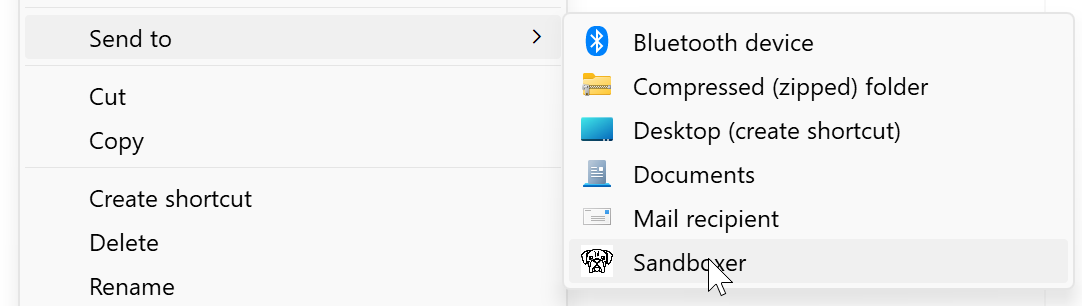 Send to
Cut
Copy
Create shortcut
Delete
Rename
Bluetooth device
Compressed (zipped) folder
Desktop (create shortcut)
Documents
Mail recipient
Sandboxer